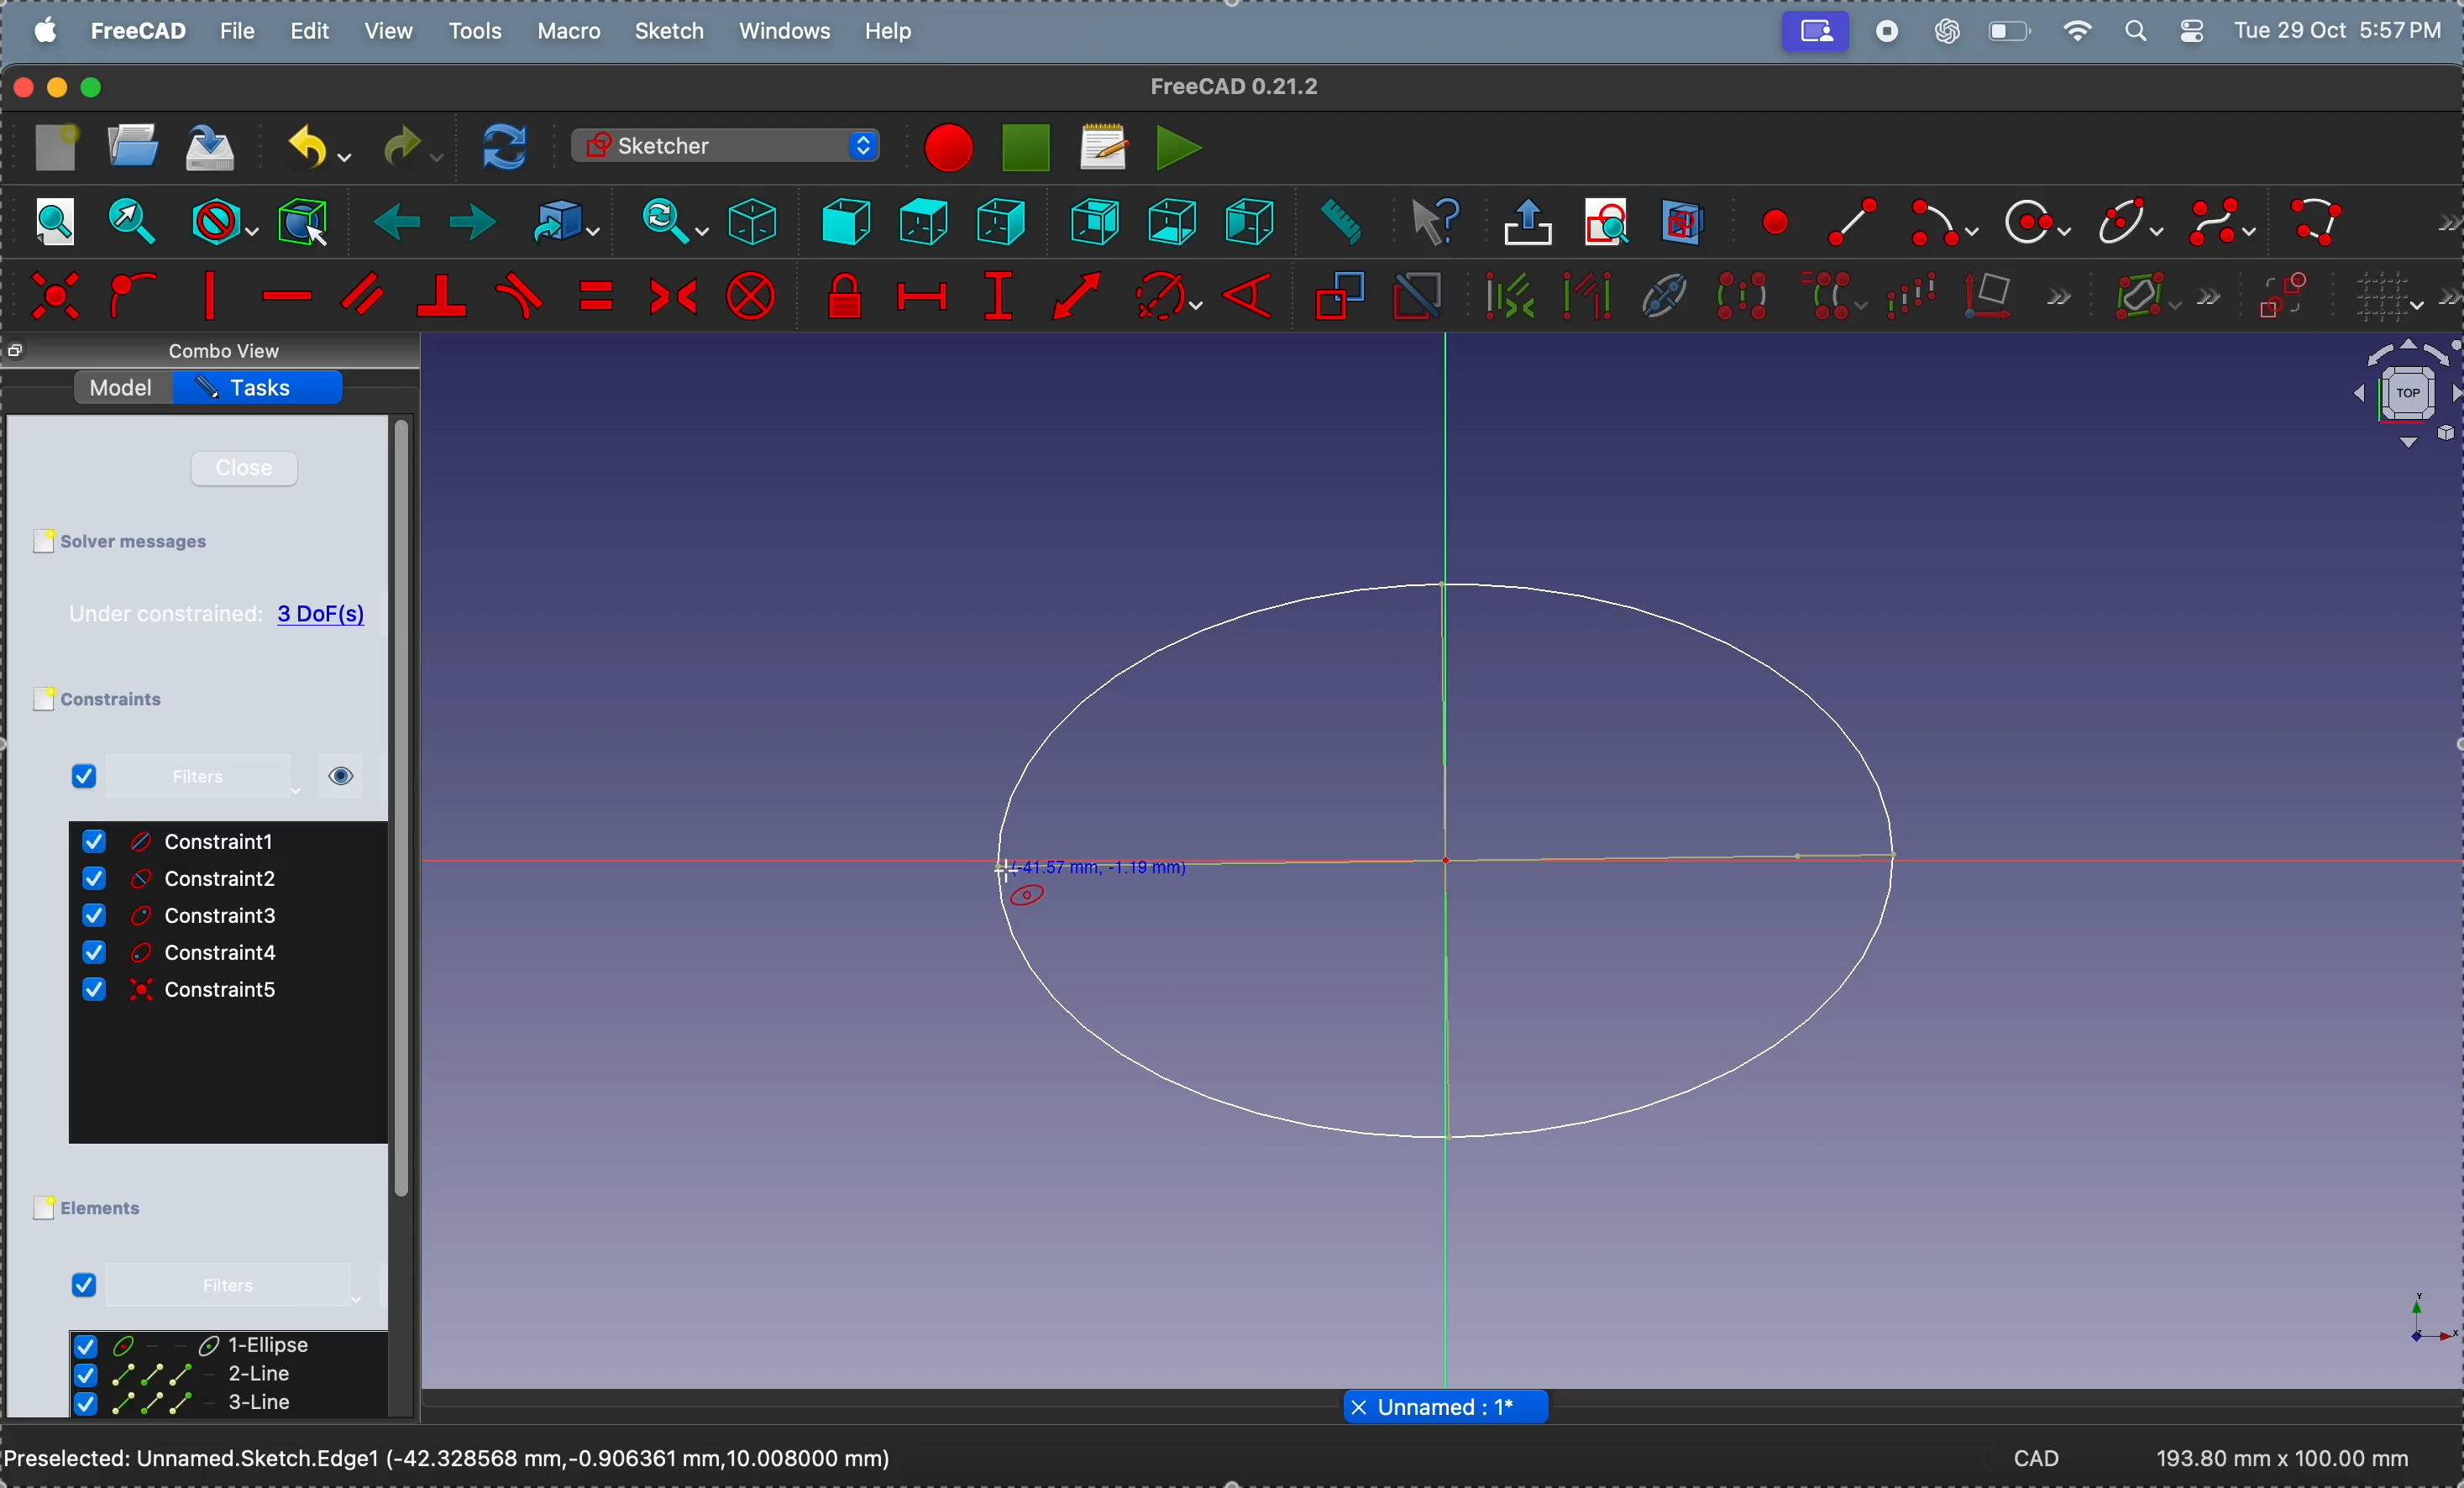 FreeCAD File Edit View Tools Macro Sketch Windows Help Tue 29 Oct 5:57 PM
FreeCAD 0.21.2
Sketcher
Combo View
Model Tasks
TOP
Close
Solver messages
Under constrained: 3 DoF(s)
Constraints
Filters
Constraint1
(-41.57 mm, -1.19 mm)
Constraint2
Constraint3
Constraint4
Constraint5
Elements
Filters
Y
X
1-Ellipse
2-Line
3-Line
Unnamed : 1*
Preselected: Unnamed.Sketch.Edge1 (-42.328568 mm,-0.906361 mm,10.008000 mm) CAD 193.80 mm x 100.00 mm